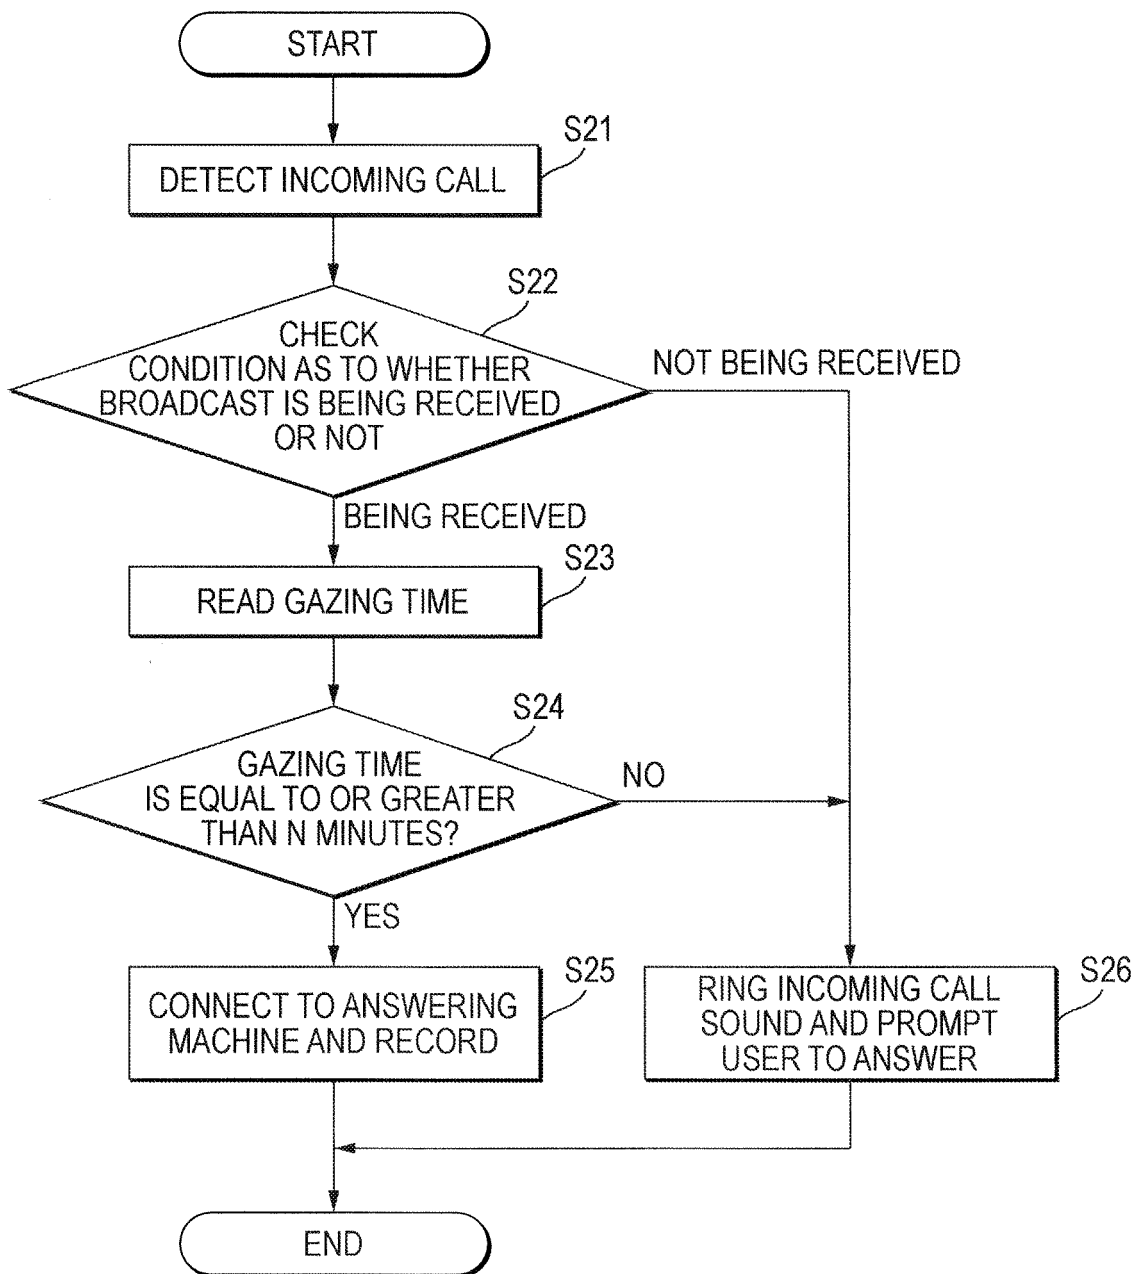 START
S21
DETECT INCOMING CALL
S22
CHECK
CONDITION AS TO WHETHER
BROADCAST IS BEING RECEIVED
OR NOT
NOT BEING RECEIVED
BEING RECEIVED
S23
READ GAZING TIME
S24
GAZING TIME
IS EQUAL TO OR GREATER
THAN N MINUTES?
NO
YES
S25
CONNECT TO ANSWERING
MACHINE AND RECORD
S26
RING INCOMING CALL
SOUND AND PROMPT
USER TO ANSWER
END